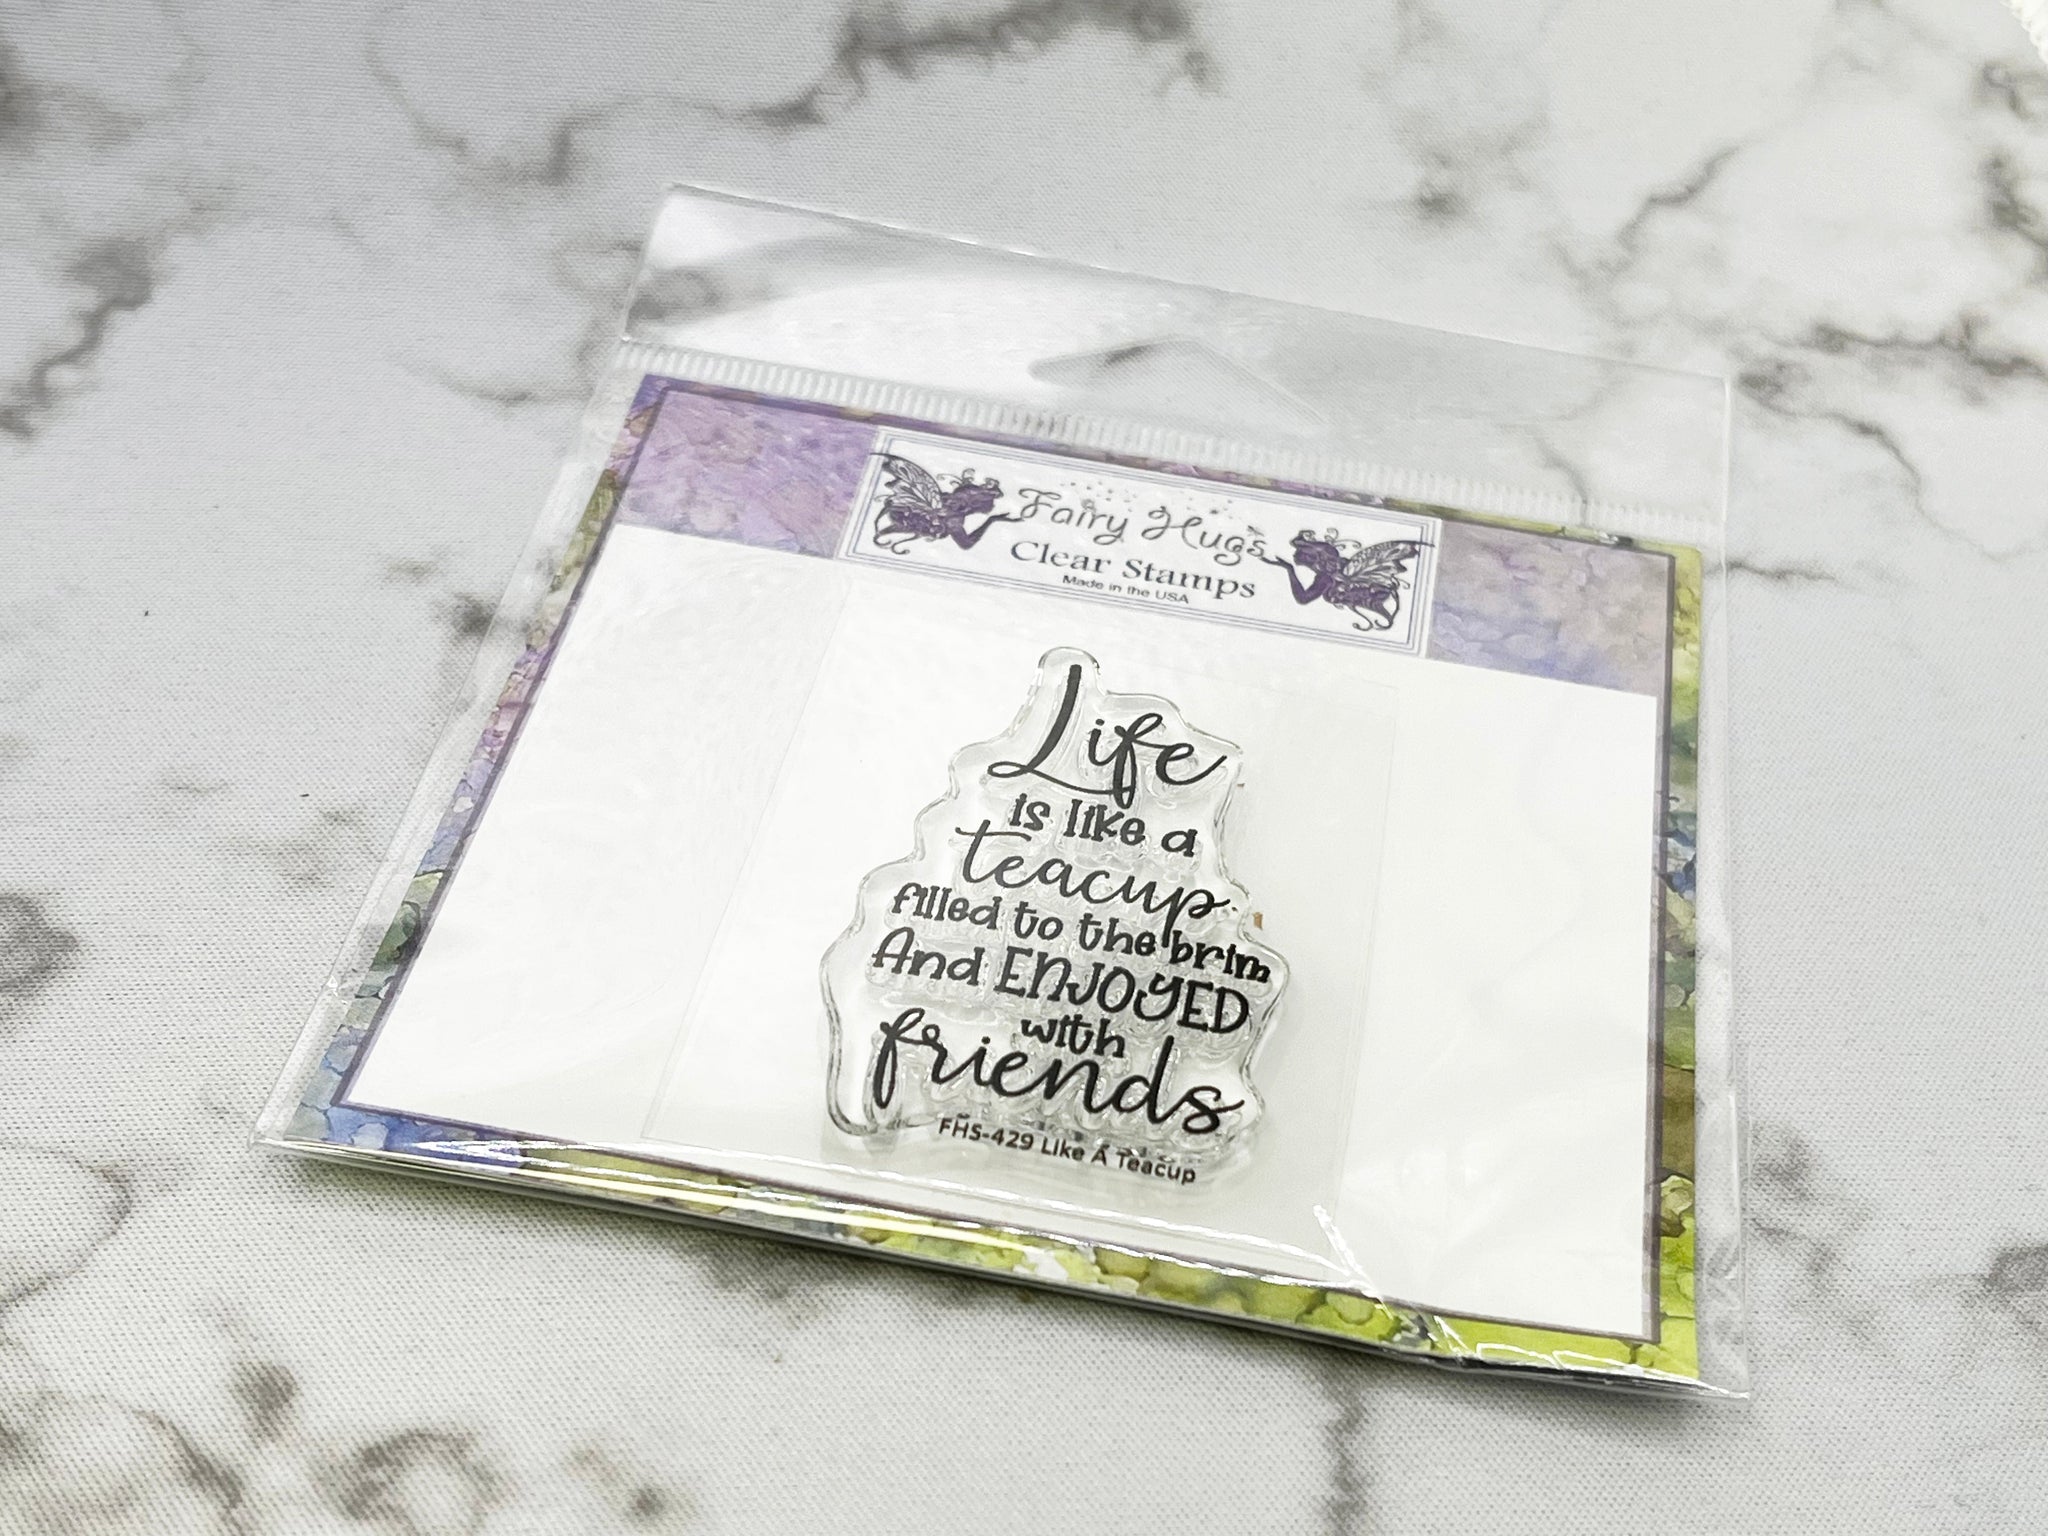 Fairy Hugs
Clear Stamps
Made in the USA
Life
is like a
teacup
filled to the brim
And ENJOYED
with
friends
FHS-429 Like A Teacup